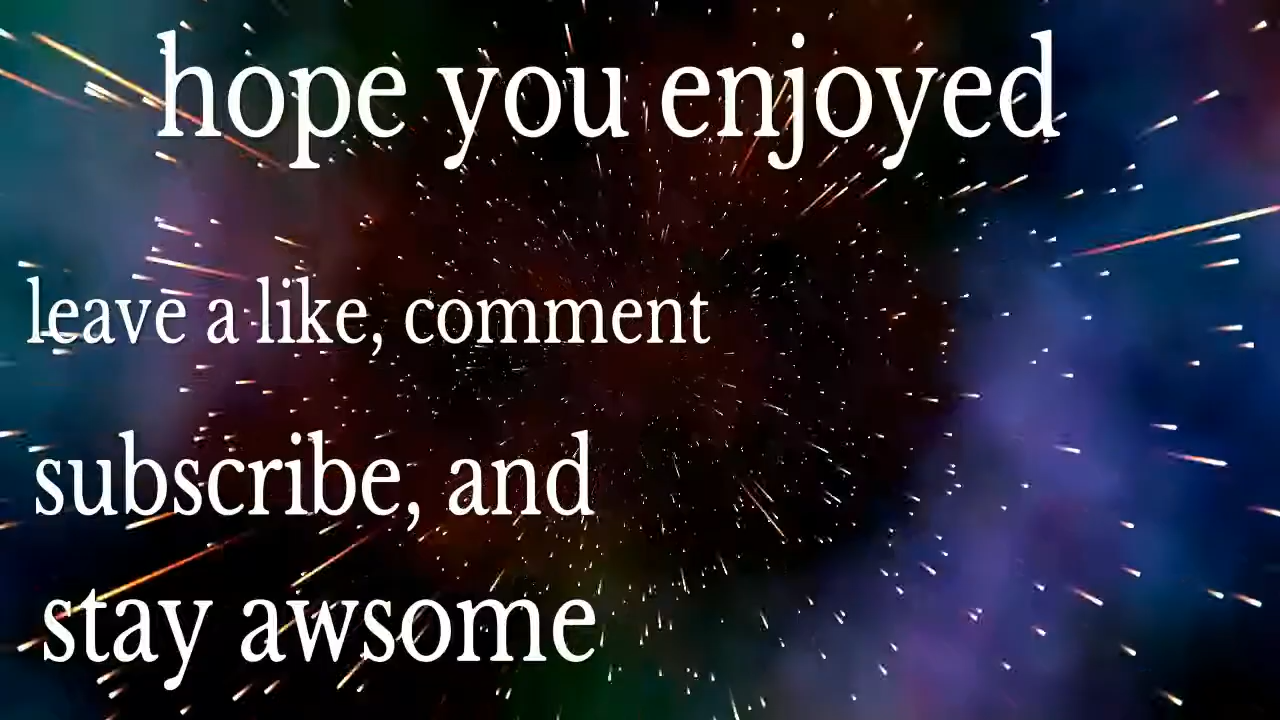 hope you enjoyed
leave a like, comment
subscribe, and
stay awsome